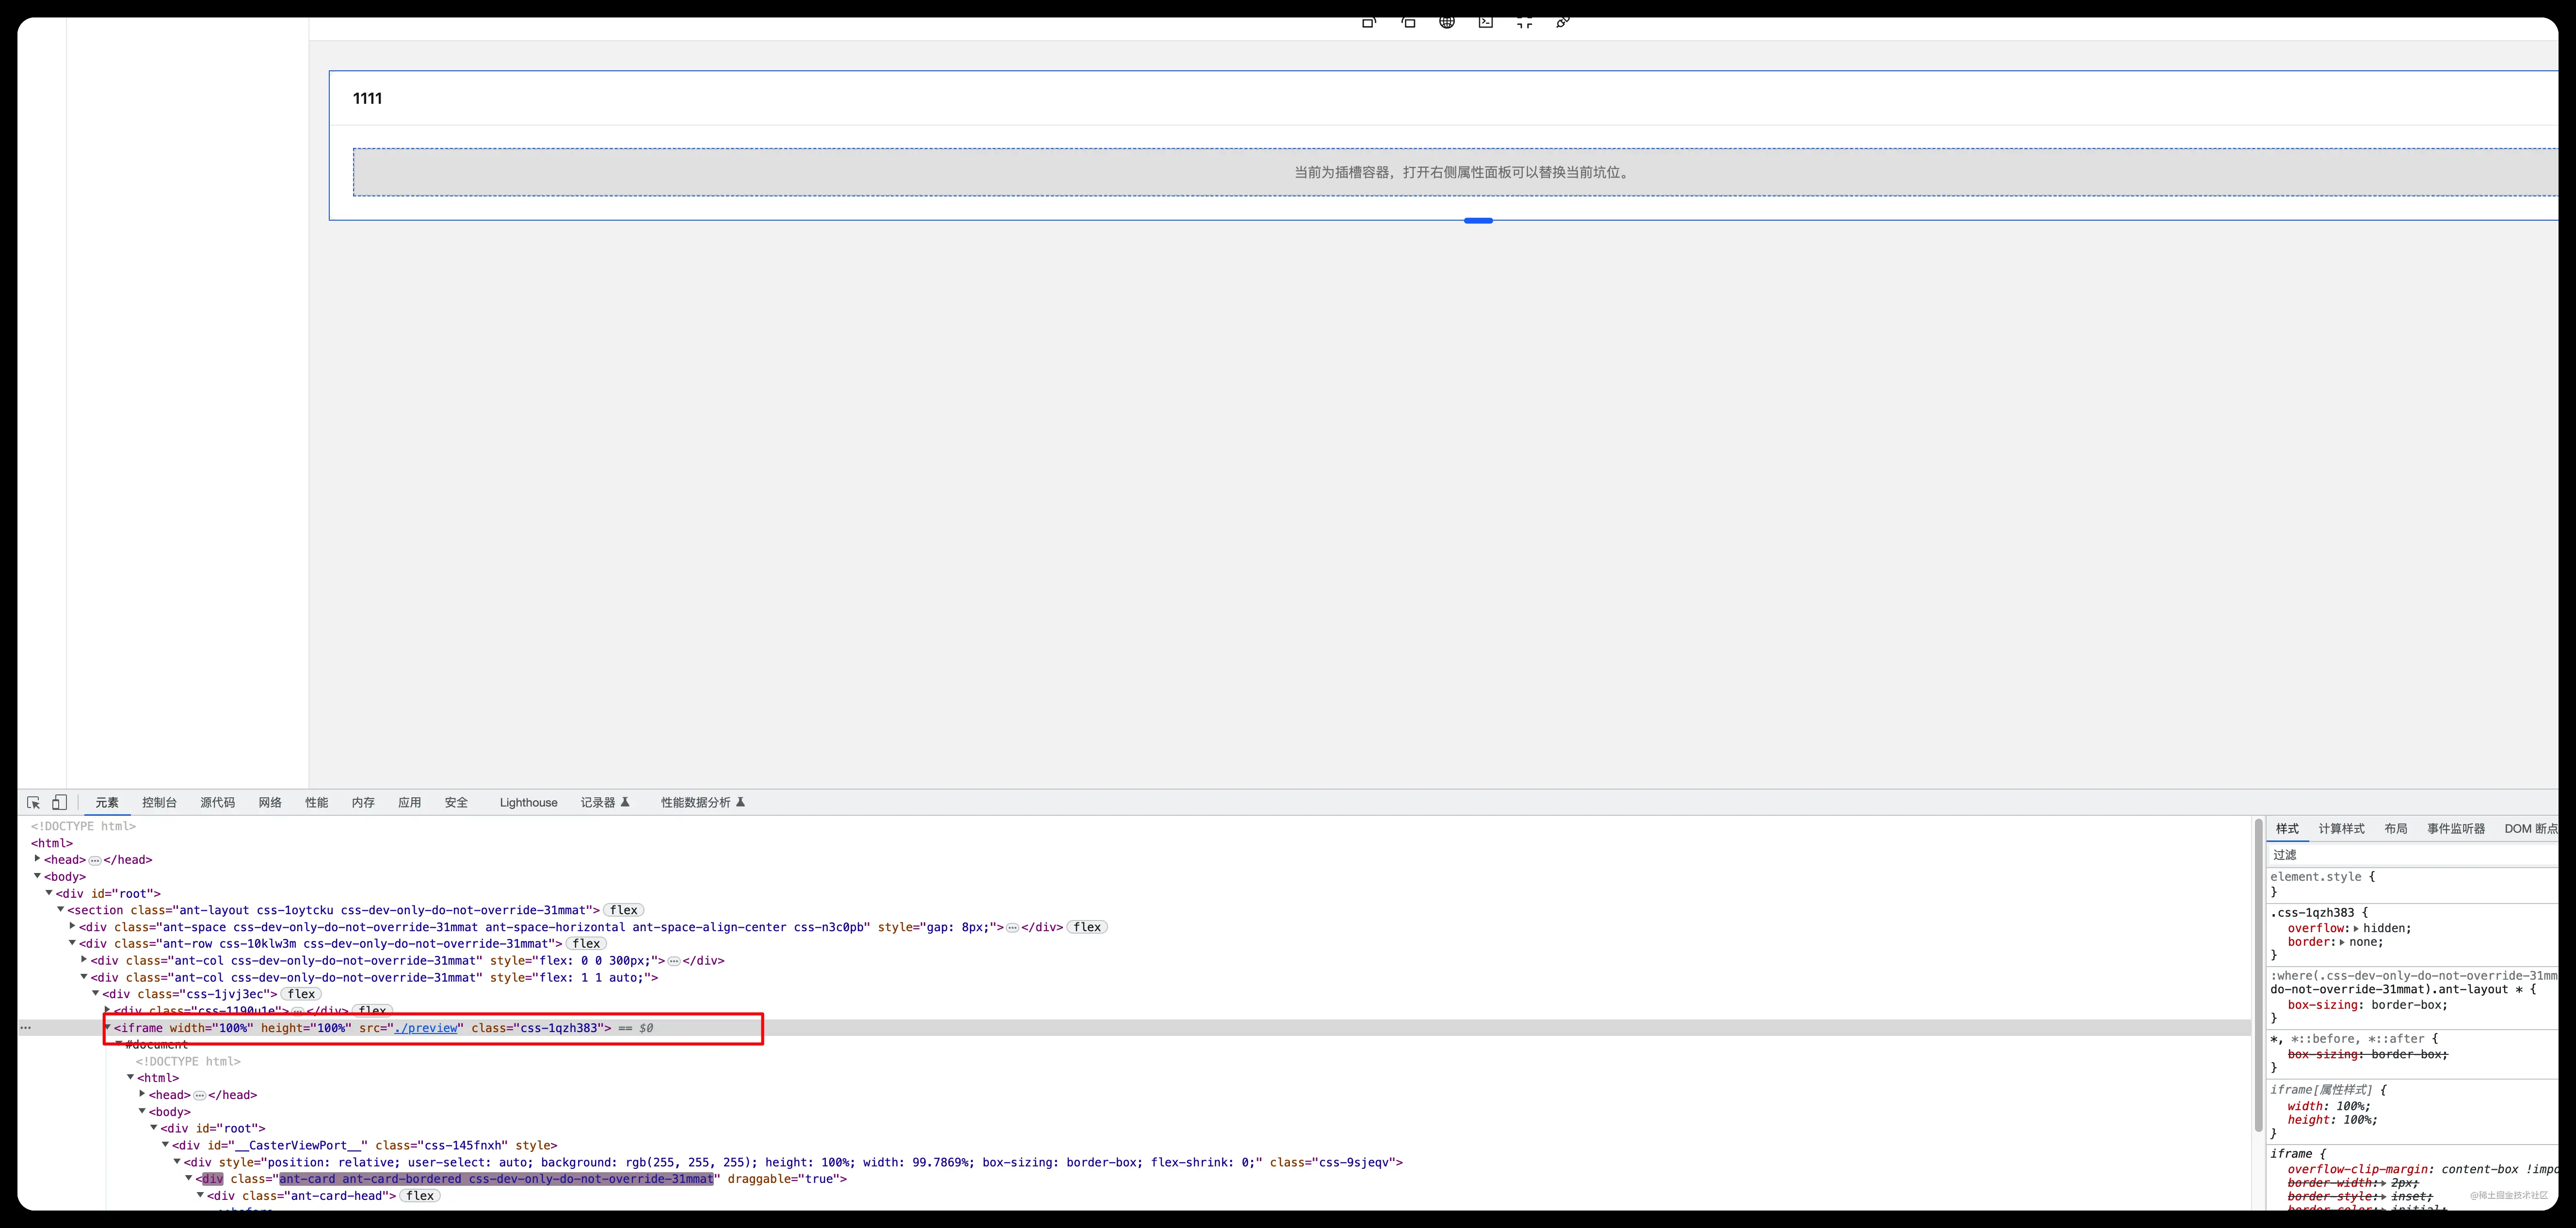 1111
当前为插槽容器，打开右侧属性面板可以替换当前坑位。
元素 控制台 源代码 网络 性能 内存 应用 安全 Lighthouse 记录器 性能数据分析
<!DOCTYPE html>
<html>
<head>…</head>
<body>
<div id="root">
<section class="ant-layout css-1oytcku css-dev-only-do-not-override-31mmat"> flex
<div class="ant-space css-dev-only-do-not-override-31mmat ant-space-horizontal ant-space-align-center css-n3c0pb" style="gap: 8px;">…</div> flex
<div class="ant-row css-10klw3m css-dev-only-do-not-override-31mmat"> flex
<div class="ant-col css-dev-only-do-not-override-31mmat" style="flex: 0 0 300px;">…</div>
<div class="ant-col css-dev-only-do-not-override-31mmat" style="flex: 1 1 auto;">
<div class="css-1jvj3ec"> flex
<div class="css-1190u1e">…</div> flex
… <iframe width="100%" height="100%" src="./preview" class="css-1qzh383"> == $0
#document
<!DOCTYPE html>
<html>
<head>…</head>
<body>
<div id="root">
<div id="__CasterViewPort__" class="css-145fnxh" style>
<div style="position: relative; user-select: auto; background: rgb(255, 255, 255); height: 100%; width: 99.7869%; box-sizing: border-box; flex-shrink: 0;" class="css-9sjeqv">
<div class="ant-card ant-card-bordered css-dev-only-do-not-override-31mmat" draggable="true">
<div class="ant-card-head"> flex
::before
样式 计算样式 布局 事件监听器 DOM 断点
过滤
element.style {
}
.css-1qzh383 {
overflow: hidden;
border: none;
}
:where(.css-dev-only-do-not-override-31mm
do-not-override-31mmat).ant-layout * {
box-sizing: border-box;
}
*, *::before, *::after {
box-sizing: border-box;
}
iframe[属性样式] {
width: 100%;
height: 100%;
}
iframe {
overflow-clip-margin: content-box !impo
border-width: 2px;
border-style: inset;
border-color: initial;
@稀土掘金技术社区